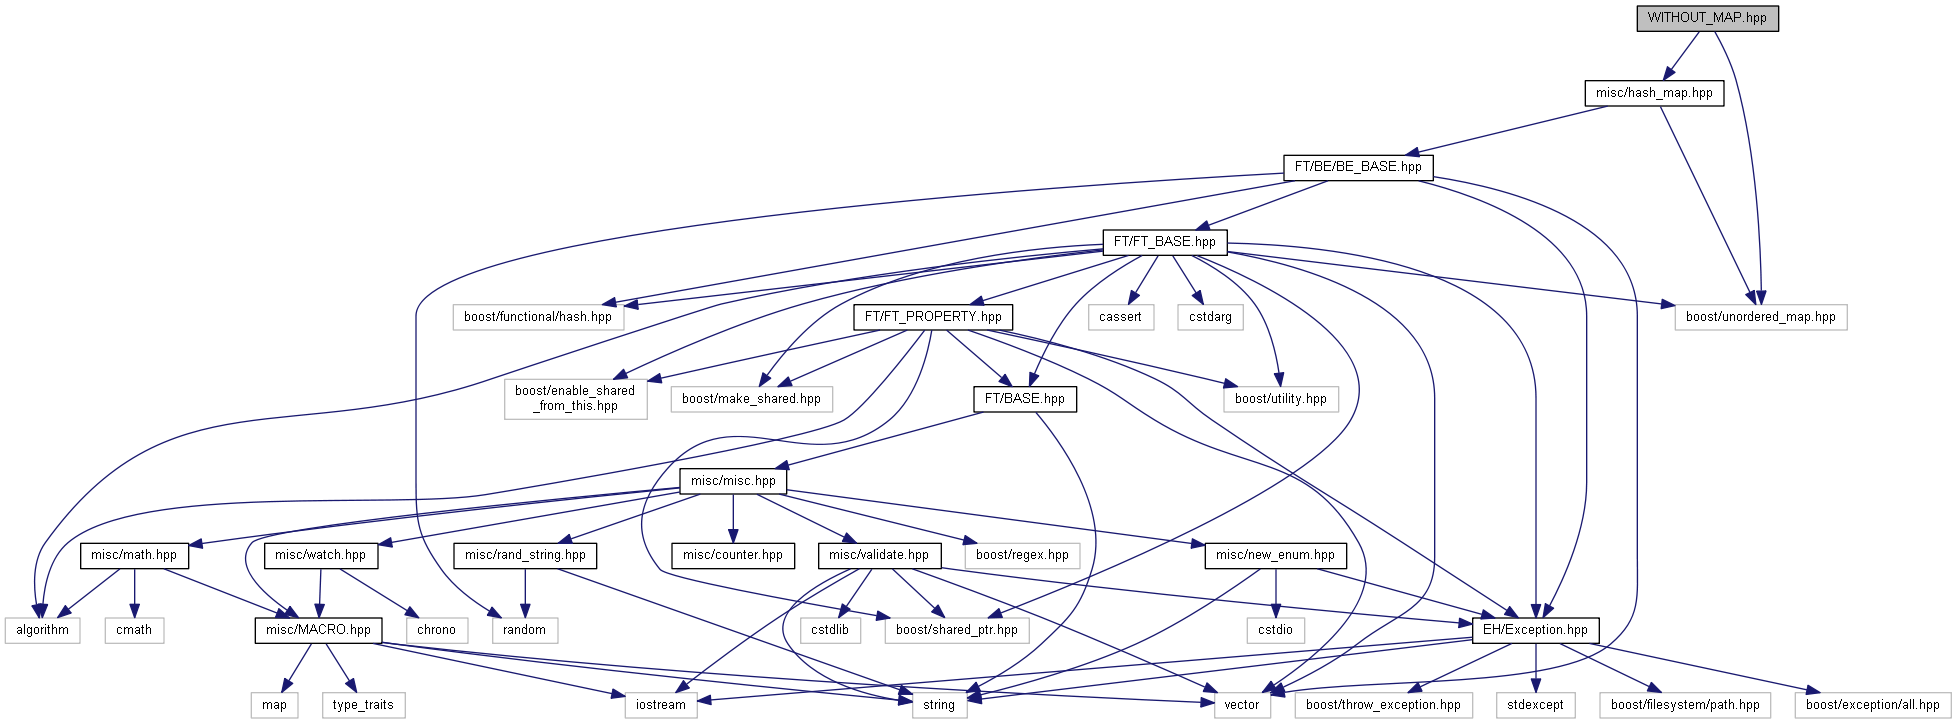 WITHOUT_MAP.hpp
misc/hash_map.hpp
FT/BE/BE_BASE.hpp
FT/FT_BASE.hpp
boost/functional/hash.hpp
FT/FT_PROPERTY.hpp
cassert
cstdarg
boost/unordered_map.hpp
boost/enable_shared
_from_this.hpp
boost/make_shared.hpp
FT/BASE.hpp
boost/utility.hpp
misc/misc.hpp
misc/math.hpp
misc/watch.hpp
misc/rand_string.hpp
misc/counter.hpp
misc/validate.hpp
boost/regex.hpp
misc/new_enum.hpp
algorithm
cmath
misc/MACRO.hpp
chrono
random
cstdlib
boost/shared_ptr.hpp
cstdio
EH/Exception.hpp
map
type_traits
iostream
string
vector
boost/throw_exception.hpp
stdexcept
boost/filesystem/path.hpp
boost/exception/all.hpp